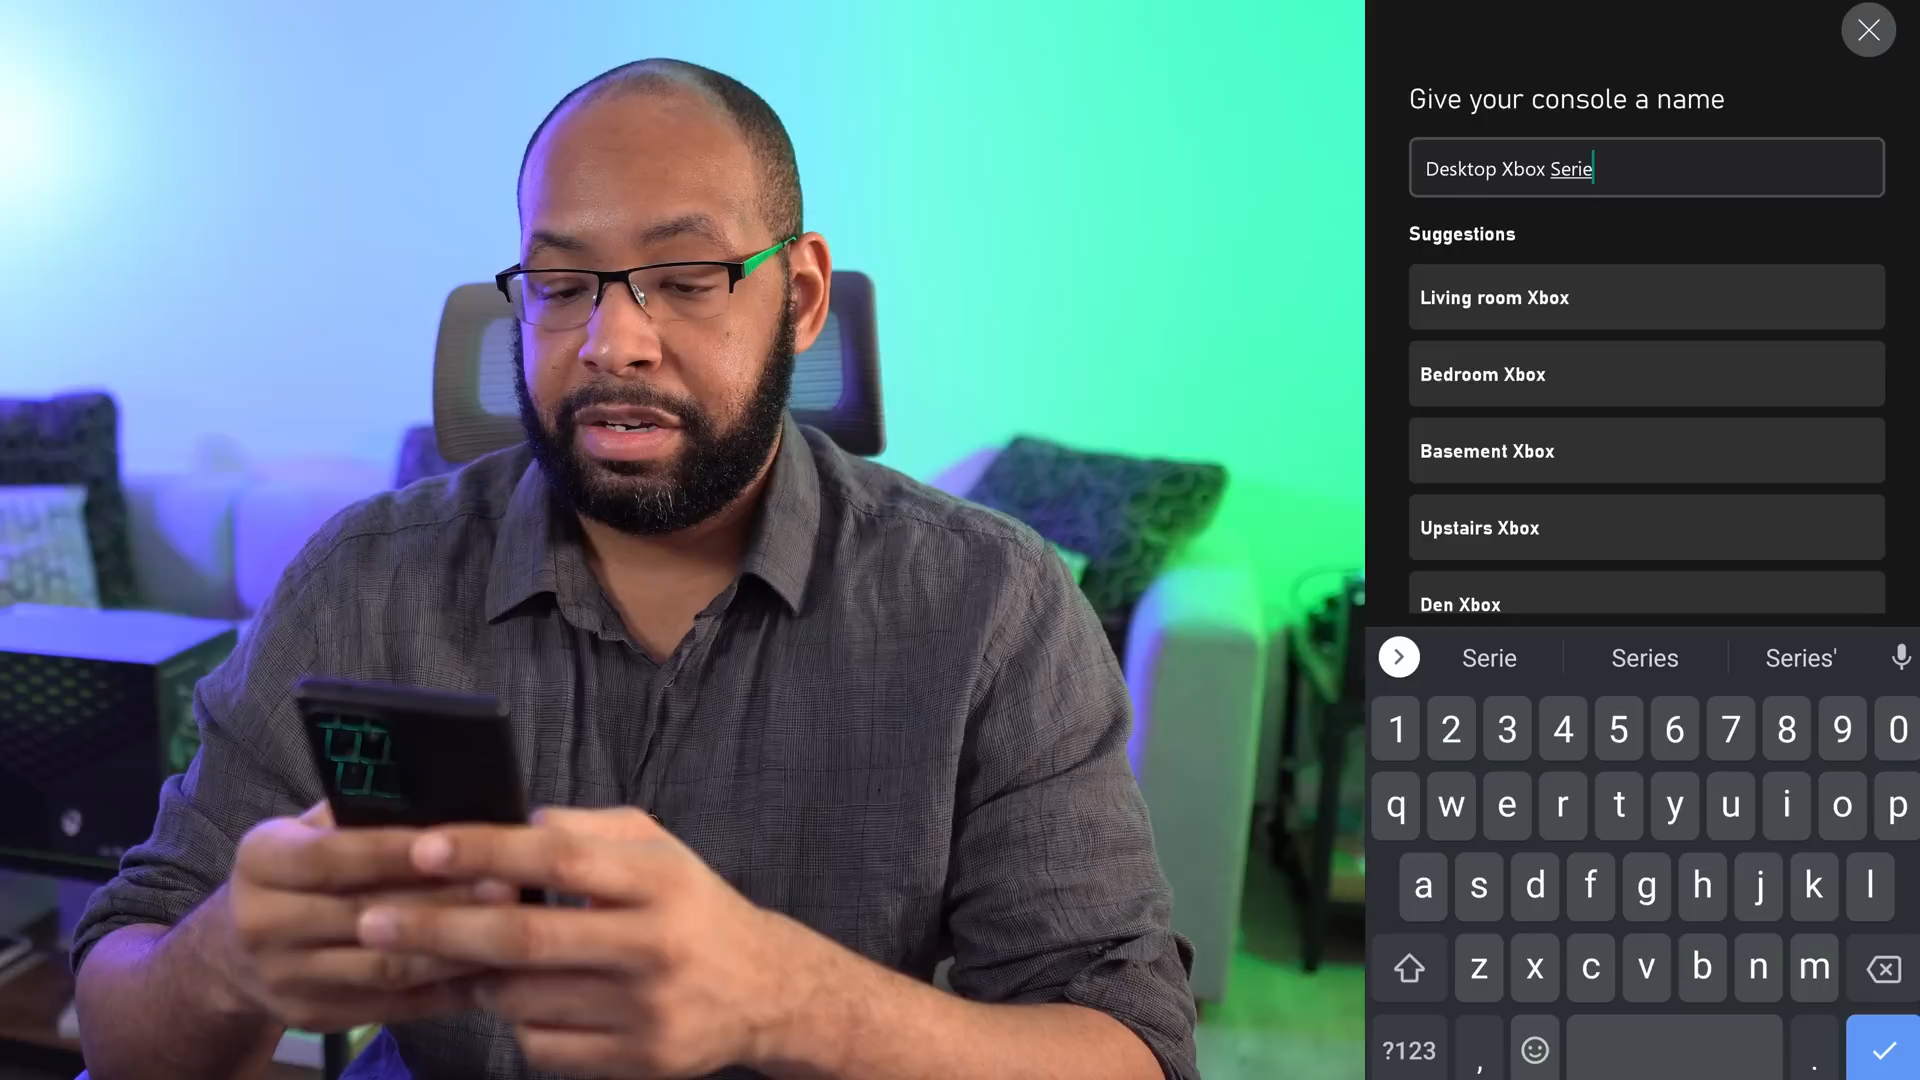 Give your console a name
Desktop Xbox Serie
Suggestions
Living room Xbox
Bedroom Xbox
Basement Xbox
Upstairs Xbox
Den Xbox
Serie Series Series'
1 2 3 4 5 6 7 8 9 0
q w e r t y u i o p
a s d f g h j k l
z x c v b n m
?123 , .